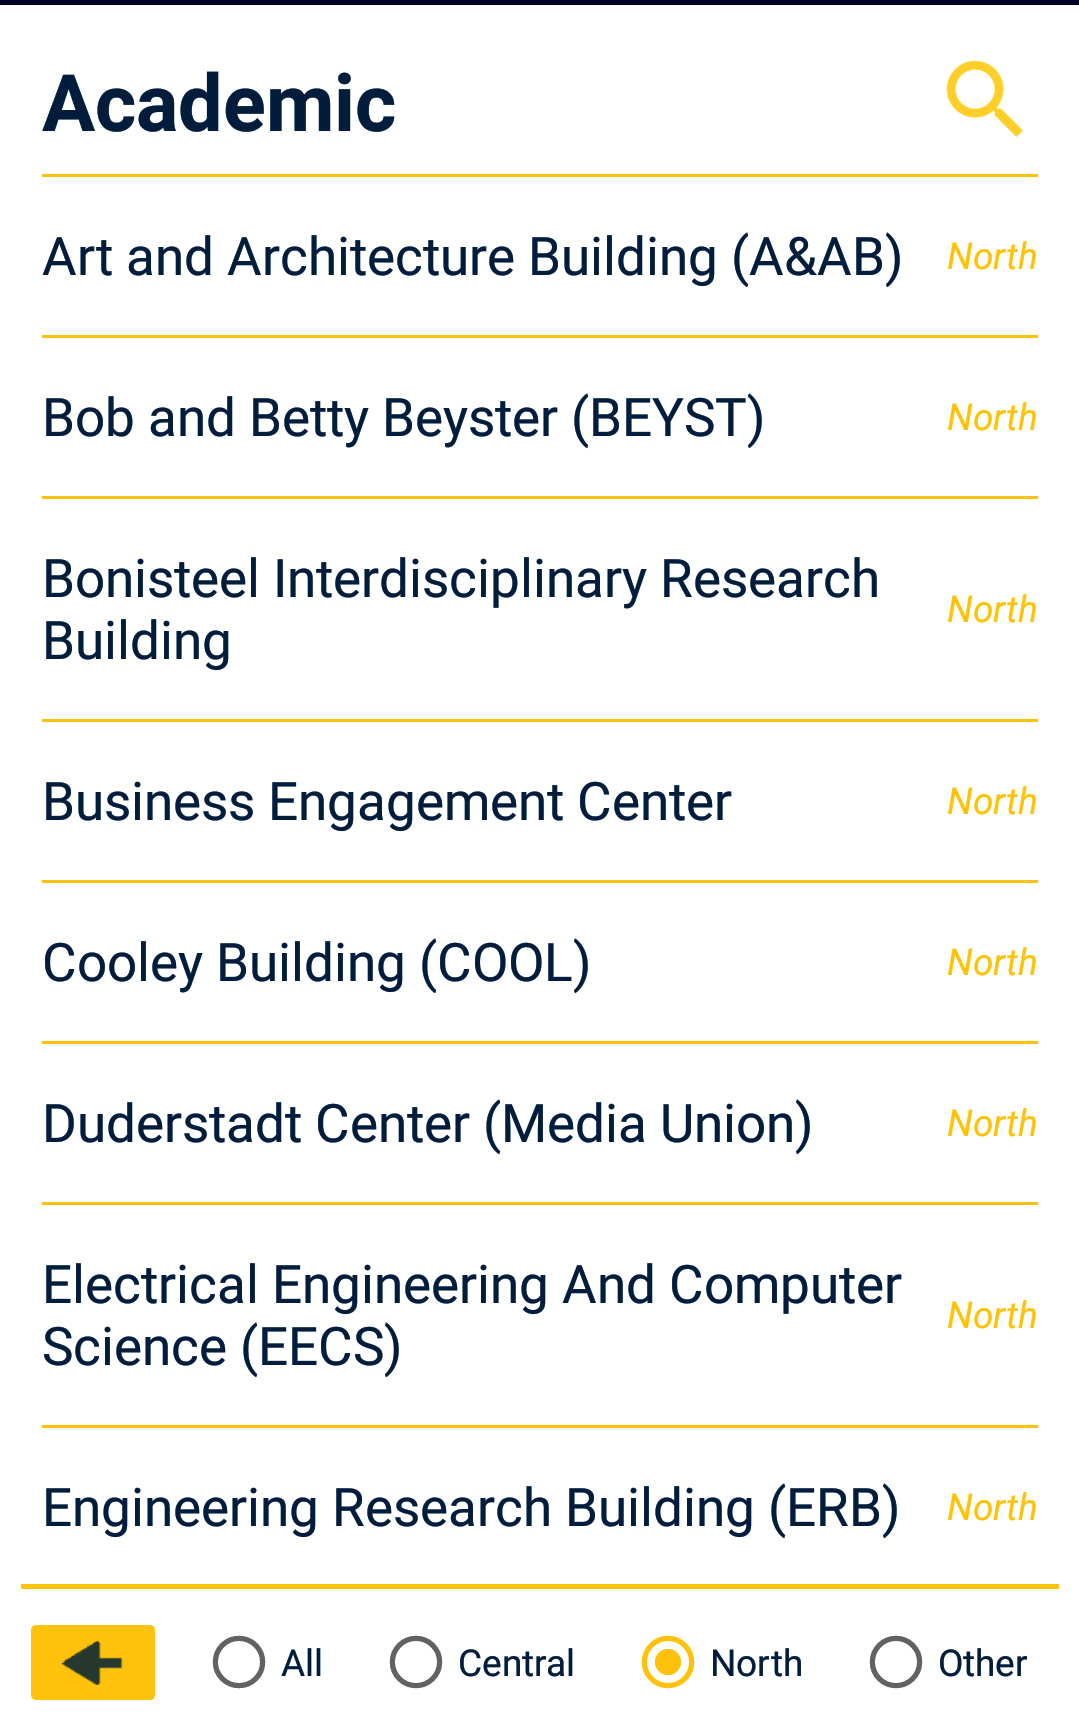 Academic
Art and Architecture Building (A&AB) North
Bob and Betty Beyster (BEYST) North
Bonisteel Interdisciplinary Research
Building
North
Business Engagement Center North
Cooley Building (COOL) North
Duderstadt Center (Media Union) North
Electrical Engineering And Computer
Science (EECS)
North
Engineering Research Building (ERB) North
All Central North Other